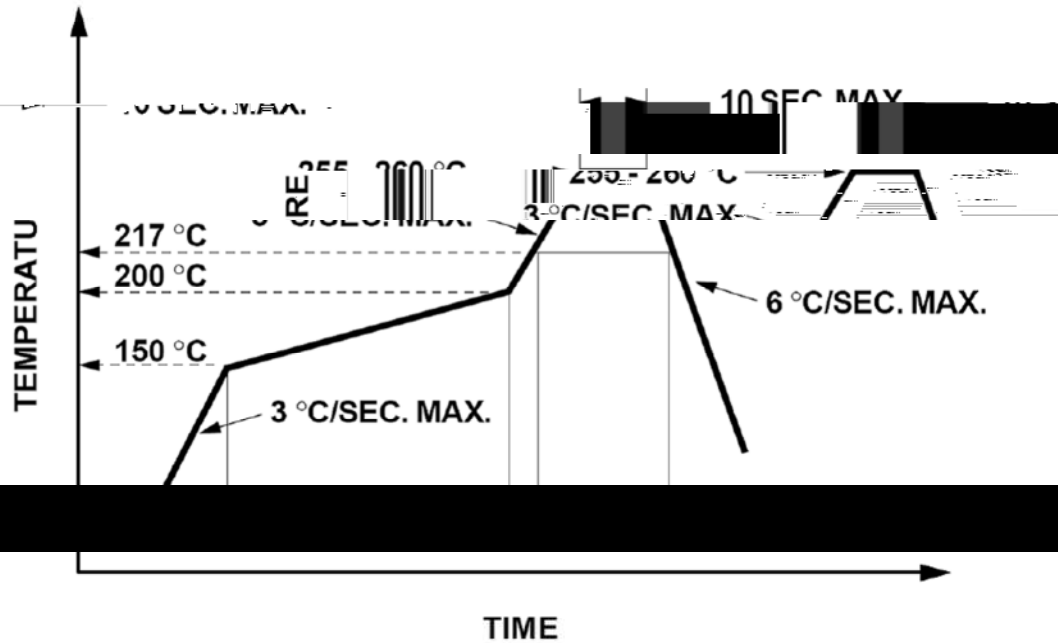 10 SEC. MAX.
255 - 260 °C
3 °C/SEC. MAX.
217 °C
200 °C
6 °C/SEC. MAX.
150 °C
3 °C/SEC. MAX.
TEMPERATU
RE
TIME